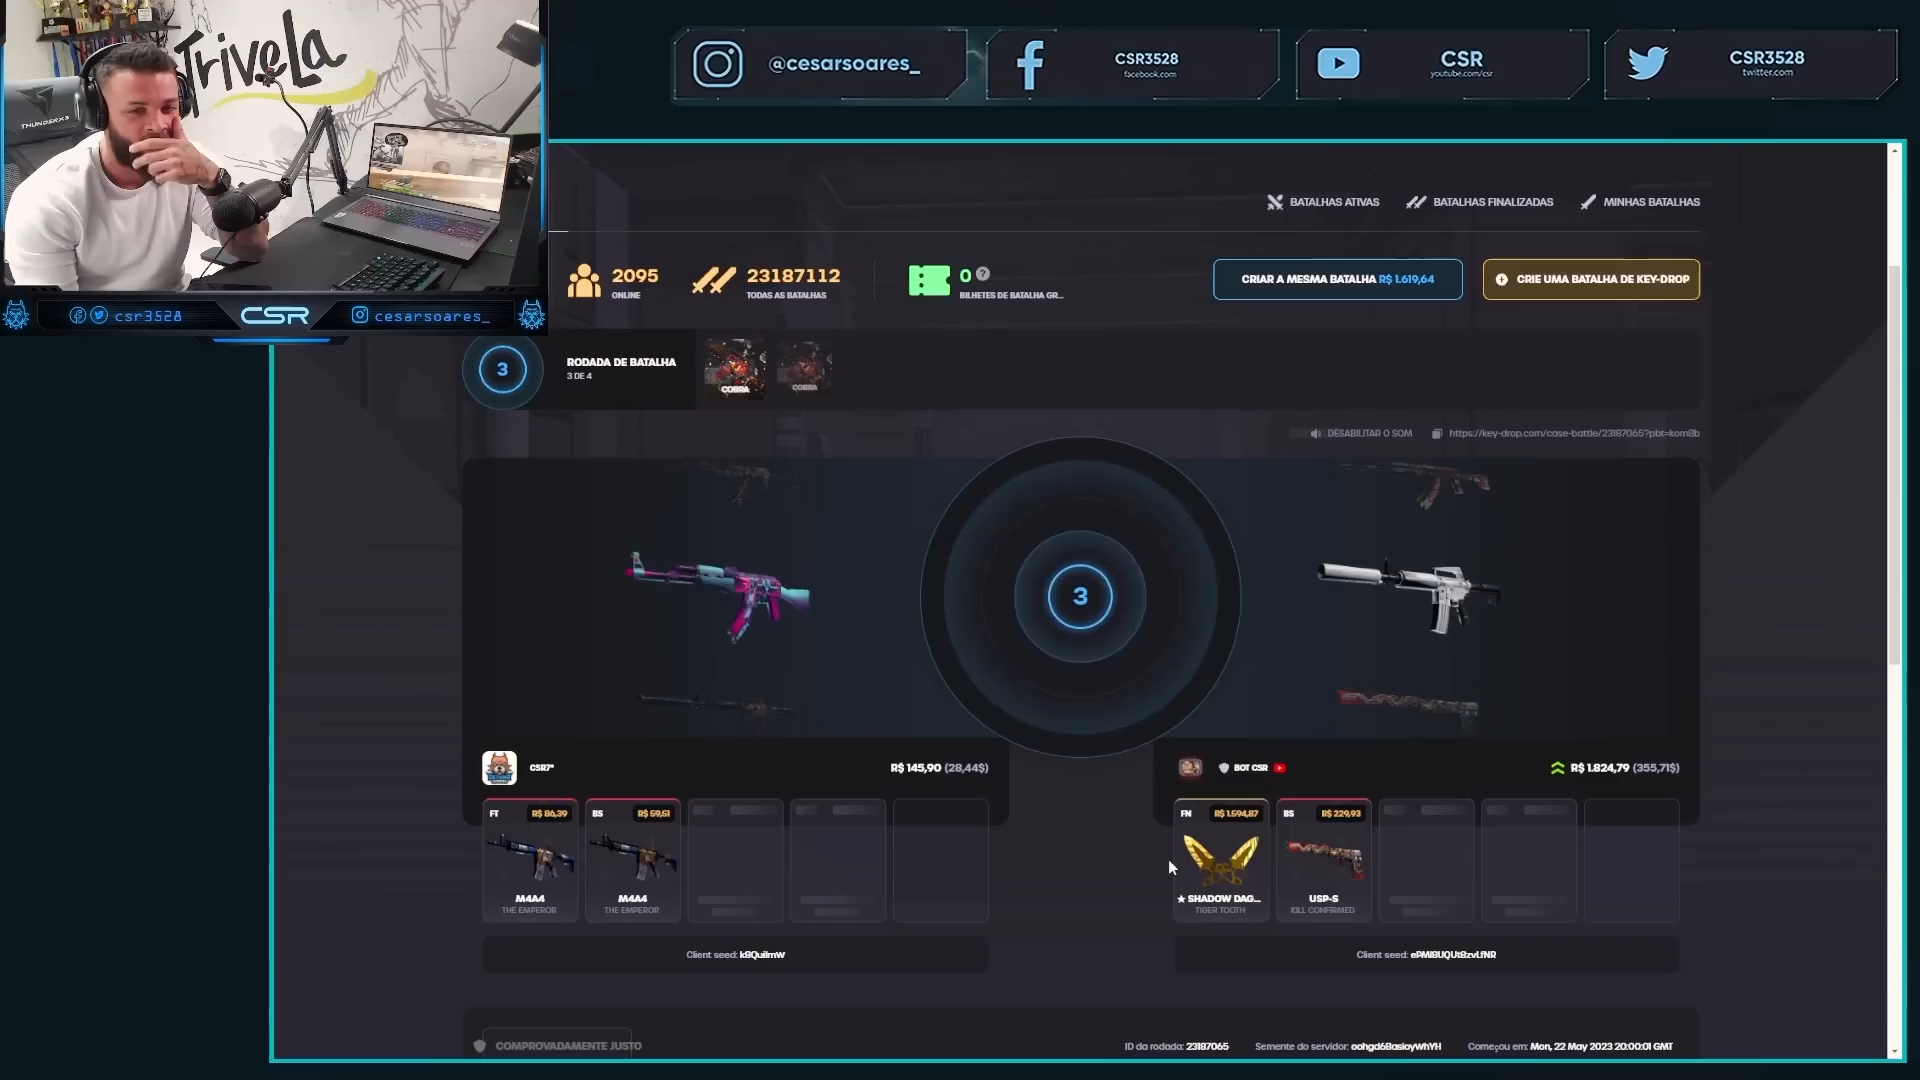 Trivela
THUNDERX3
csr3528
CSR
cesarsoares_
@cesarsoares_
CSR3528
facebook.com
CSR
youtube.com/csr
CSR3528
twitter.com
BATALHAS ATIVAS
BATALHAS FINALIZADAS
MINHAS BATALHAS
2095
ONLINE
23187112
TODAS AS BATALHAS
0 ?
BILHETES DE BATALHA GR...
CRIAR A MESMA BATALHA R$ 1.619,64
CRIE UMA BATALHA DE KEY-DROP
3
RODADA DE BATALHA
3 DE 4
COBRA
COBRA
DESABILITAR O SOM
https://key-drop.com/case-battle/23187065?pbt=kom8b
3
CSR7*
R$ 145,90 (28,44$)
BOT CSR
R$ 1.824,79 (355,71$)
FT R$ 86,39
BS R$ 59,51
FN R$ 1.594,87
BS R$ 229,93
M4A4
THE EMPEROR
M4A4
THE EMPEROR
★ SHADOW DAG...
TIGER TOOTH
USP-S
KILL CONFIRMED
Client seed: k8QuiImW
Client seed: ePMI8UQUt8zvLfNR
COMPROVADAMENTE JUSTO
ID da rodada: 23187065
Semente do servidor: oohgd6BasioywhYH
Começou em: Mon, 22 May 2023 20:00:01 GMT